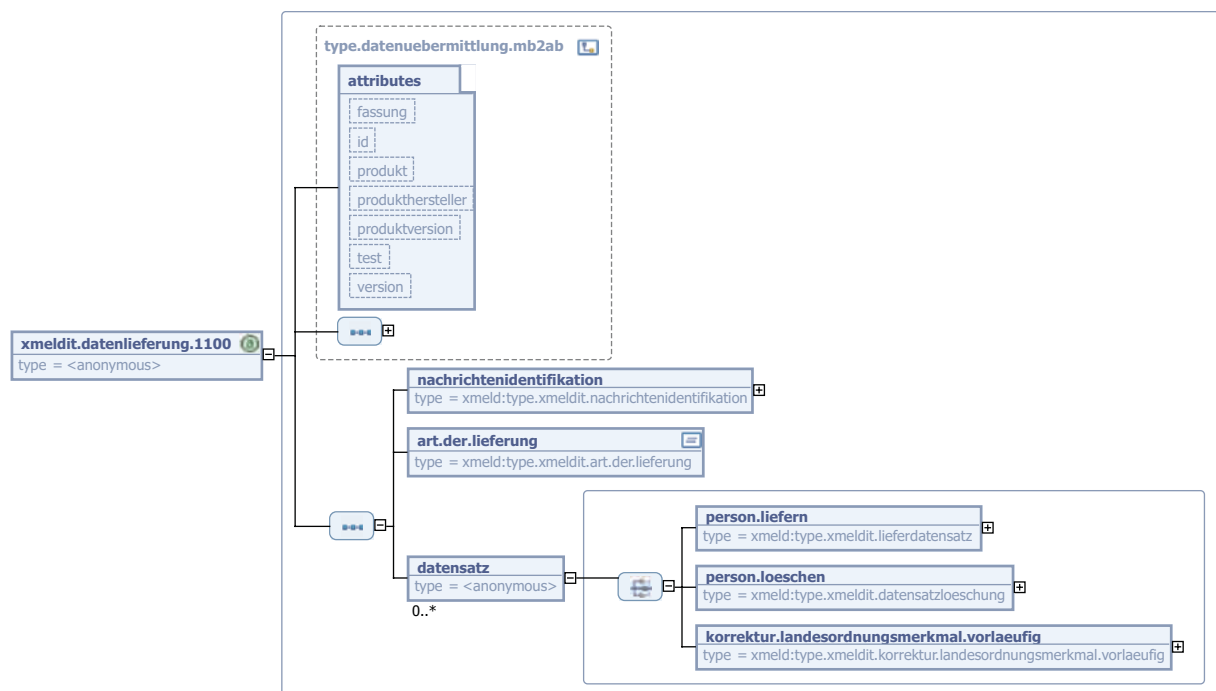 type.datenuebermittlung.mb2ab
attributes
fassung
id
produkt
produkthersteller
produktversion
test
version
xmeldit.datenlieferung.1100
type = <anonymous>
nachrichtenidentifikation
type = xmeld:type.xmeldit.nachrichtenidentifikation
art.der.lieferung
type = xmeld:type.xmeldit.art.der.lieferung
datensatz
type = <anonymous>
0..*
person.liefern
type = xmeld:type.xmeldit.lieferdatensatz
person.loeschen
type = xmeld:type.xmeldit.datensatzloeschung
korrektur.landesordnungsmerkmal.vorlaeufig
type = xmeld:type.xmeldit.korrektur.landesordnungsmerkmal.vorlaeufig